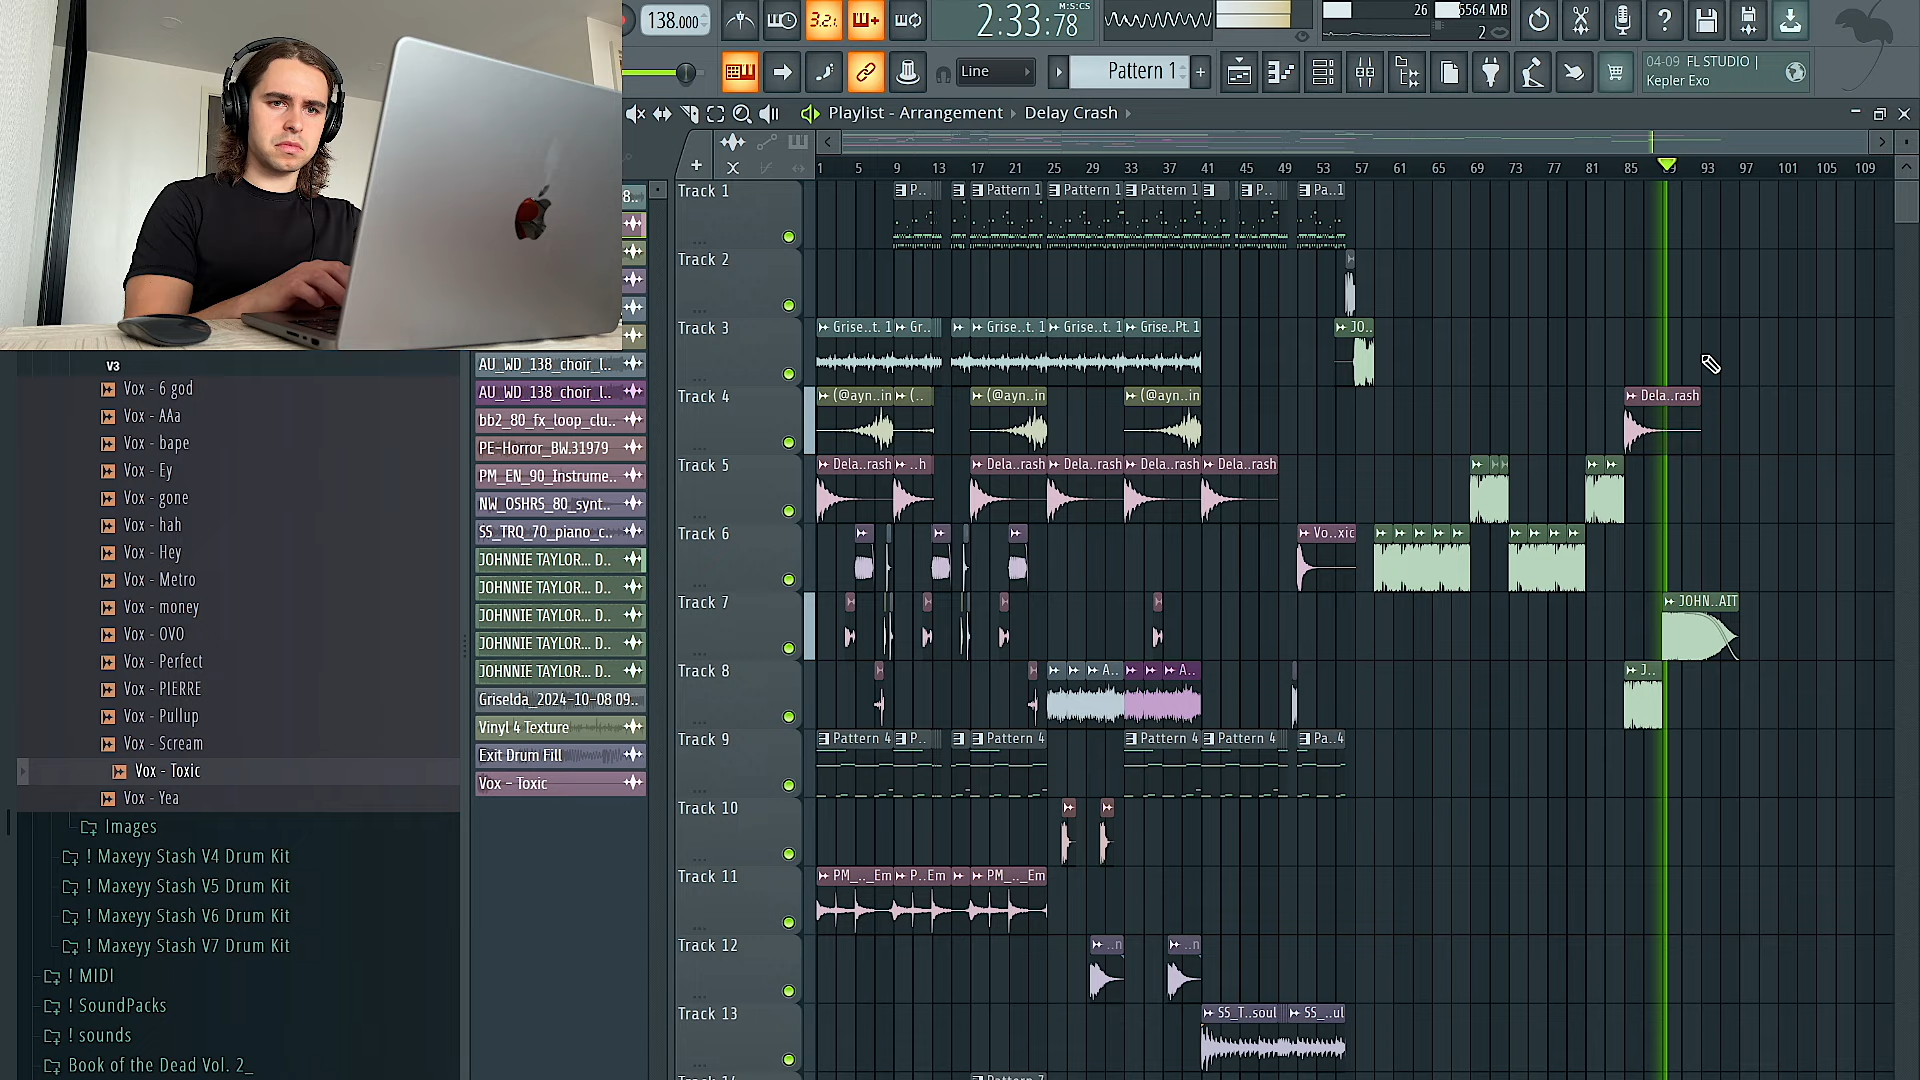 138.000
3.2.
2:33:78
M:S:CS
26
5564 MB
2
Line
Pattern 1
04-09 FL STUDIO |
Kepler Exo
Playlist - Arrangement
Delay Crash
1 5 9 13 17 21 25 29 33 37 41 45 49 53 57 61 65 69 73 77 81 85 89 93 97 101 105 109
V3
Vox - 6 god
Vox - AAa
Vox - bape
Vox - Ey
Vox - gone
Vox - hah
Vox - Hey
Vox - Metro
Vox - money
Vox - OVO
Vox - Perfect
Vox - PIERRE
Vox - Pullup
Vox - Scream
Vox - Toxic
Vox - Yea
Images
! Maxeyy Stash V4 Drum Kit
! Maxeyy Stash V5 Drum Kit
! Maxeyy Stash V6 Drum Kit
! Maxeyy Stash V7 Drum Kit
! MIDI
! SoundPacks
! sounds
Book of the Dead Vol. 2_
8..
AU_WD_138_choir_l..
AU_WD_138_choir_l..
bb2_80_fx_loop_clu..
PE-Horror_BW.31979
PM_EN_90_Instrume..
NW_OSHRS_80_synt..
SS_TRQ_70_piano_c..
JOHNNIE TAYLOR... D..
JOHNNIE TAYLOR... D..
JOHNNIE TAYLOR... D..
JOHNNIE TAYLOR... D..
JOHNNIE TAYLOR... D..
Griselda_2024-10-08 09..
Vinyl 4 Texture
Exit Drum Fill
Vox - Toxic
Track 1
P.. Pattern 1 Pattern 1 Pattern 1 P.. Pa..1
Track 2
Track 3
Grise..t. 1 Gr.. Grise..t. 1 Grise..t. 1 Grise..Pt. 1 JO..
Track 4
(@ayn..in (.. (@ayn..in (@ayn..in Dela..rash
Track 5
Dela..rash ..h Dela..rash Dela..rash Dela..rash Dela..rash
Track 6
Vo..xic
Track 7
JOHN..AIT
Track 8
A.. A.. J..
Track 9
Pattern 4 P.. Pattern 4 Pattern 4 Pattern 4 Pa..4
Track 10
Track 11
PM_.._Em P..Em PM_.._Em
Track 12
..n ..n
Track 13
SS_T..soul SS_..ul